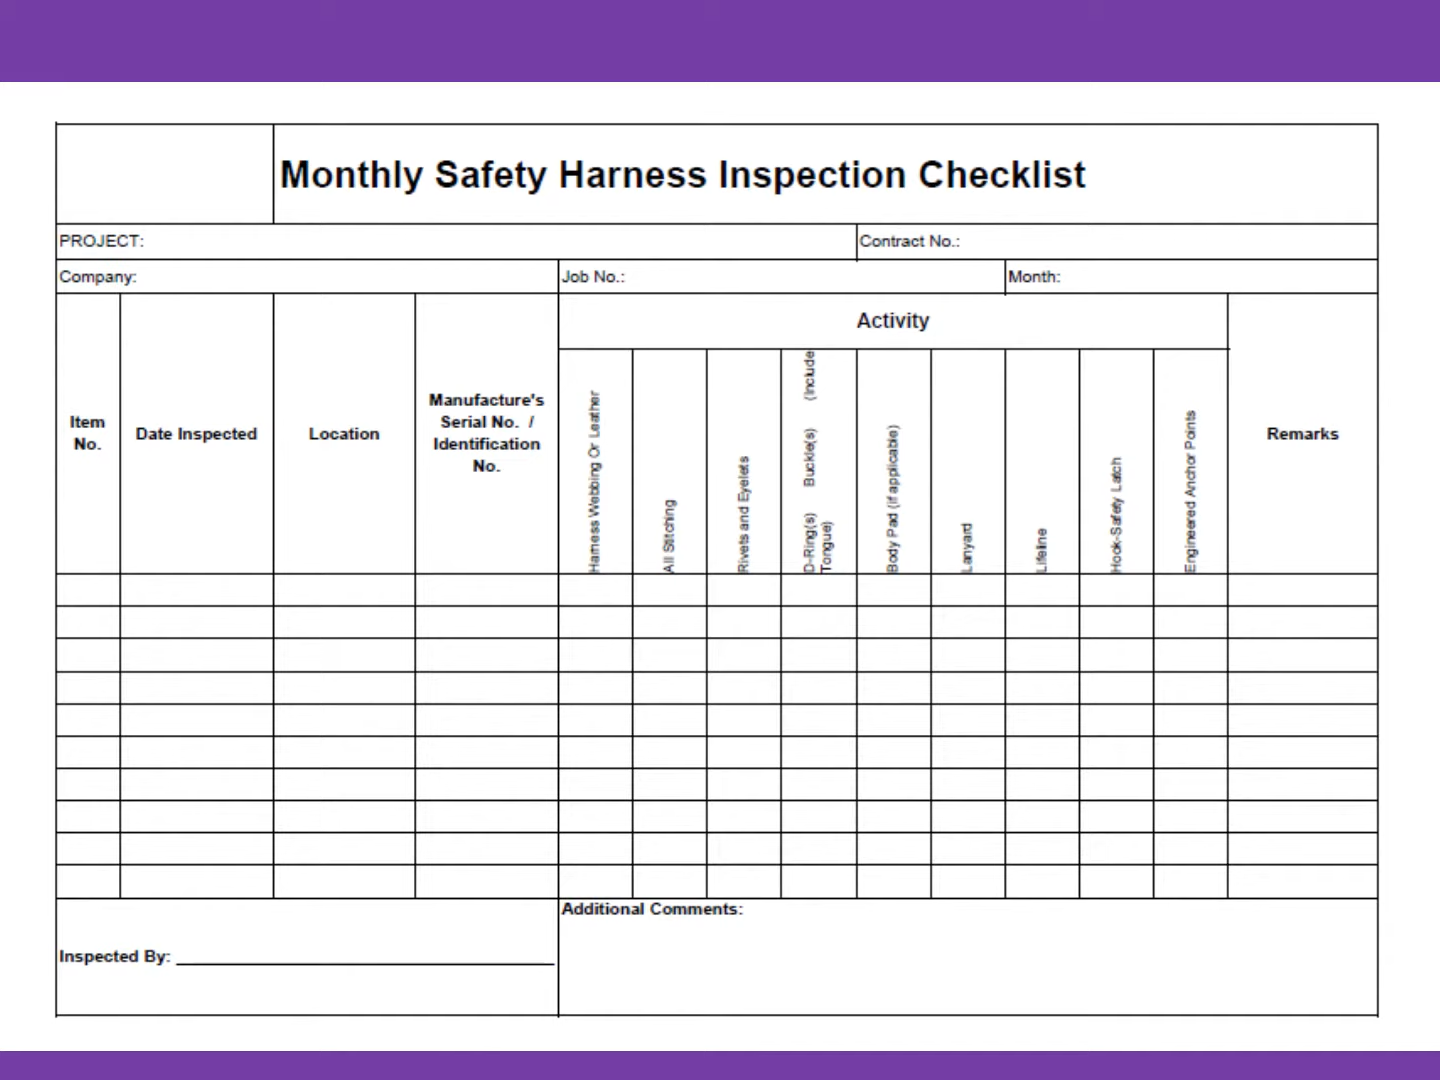 Monthly Safety Harness Inspection Checklist
PROJECT:
Contract No.:
Company:
Job No.:
Month:
Item
No.
Date Inspected
Location
Manufacture's
Serial No. /
Identification
No.
Activity
Harness Webbing Or Leather
All Stitching
Rivets and Eyelets
D-Ring(s) Buckle(s) (Include
Tongue)
Body Pad (if applicable)
Lanyard
Lifeline
Hook-Safety Latch
Engineered Anchor Points
Remarks
Inspected By:
Additional Comments: